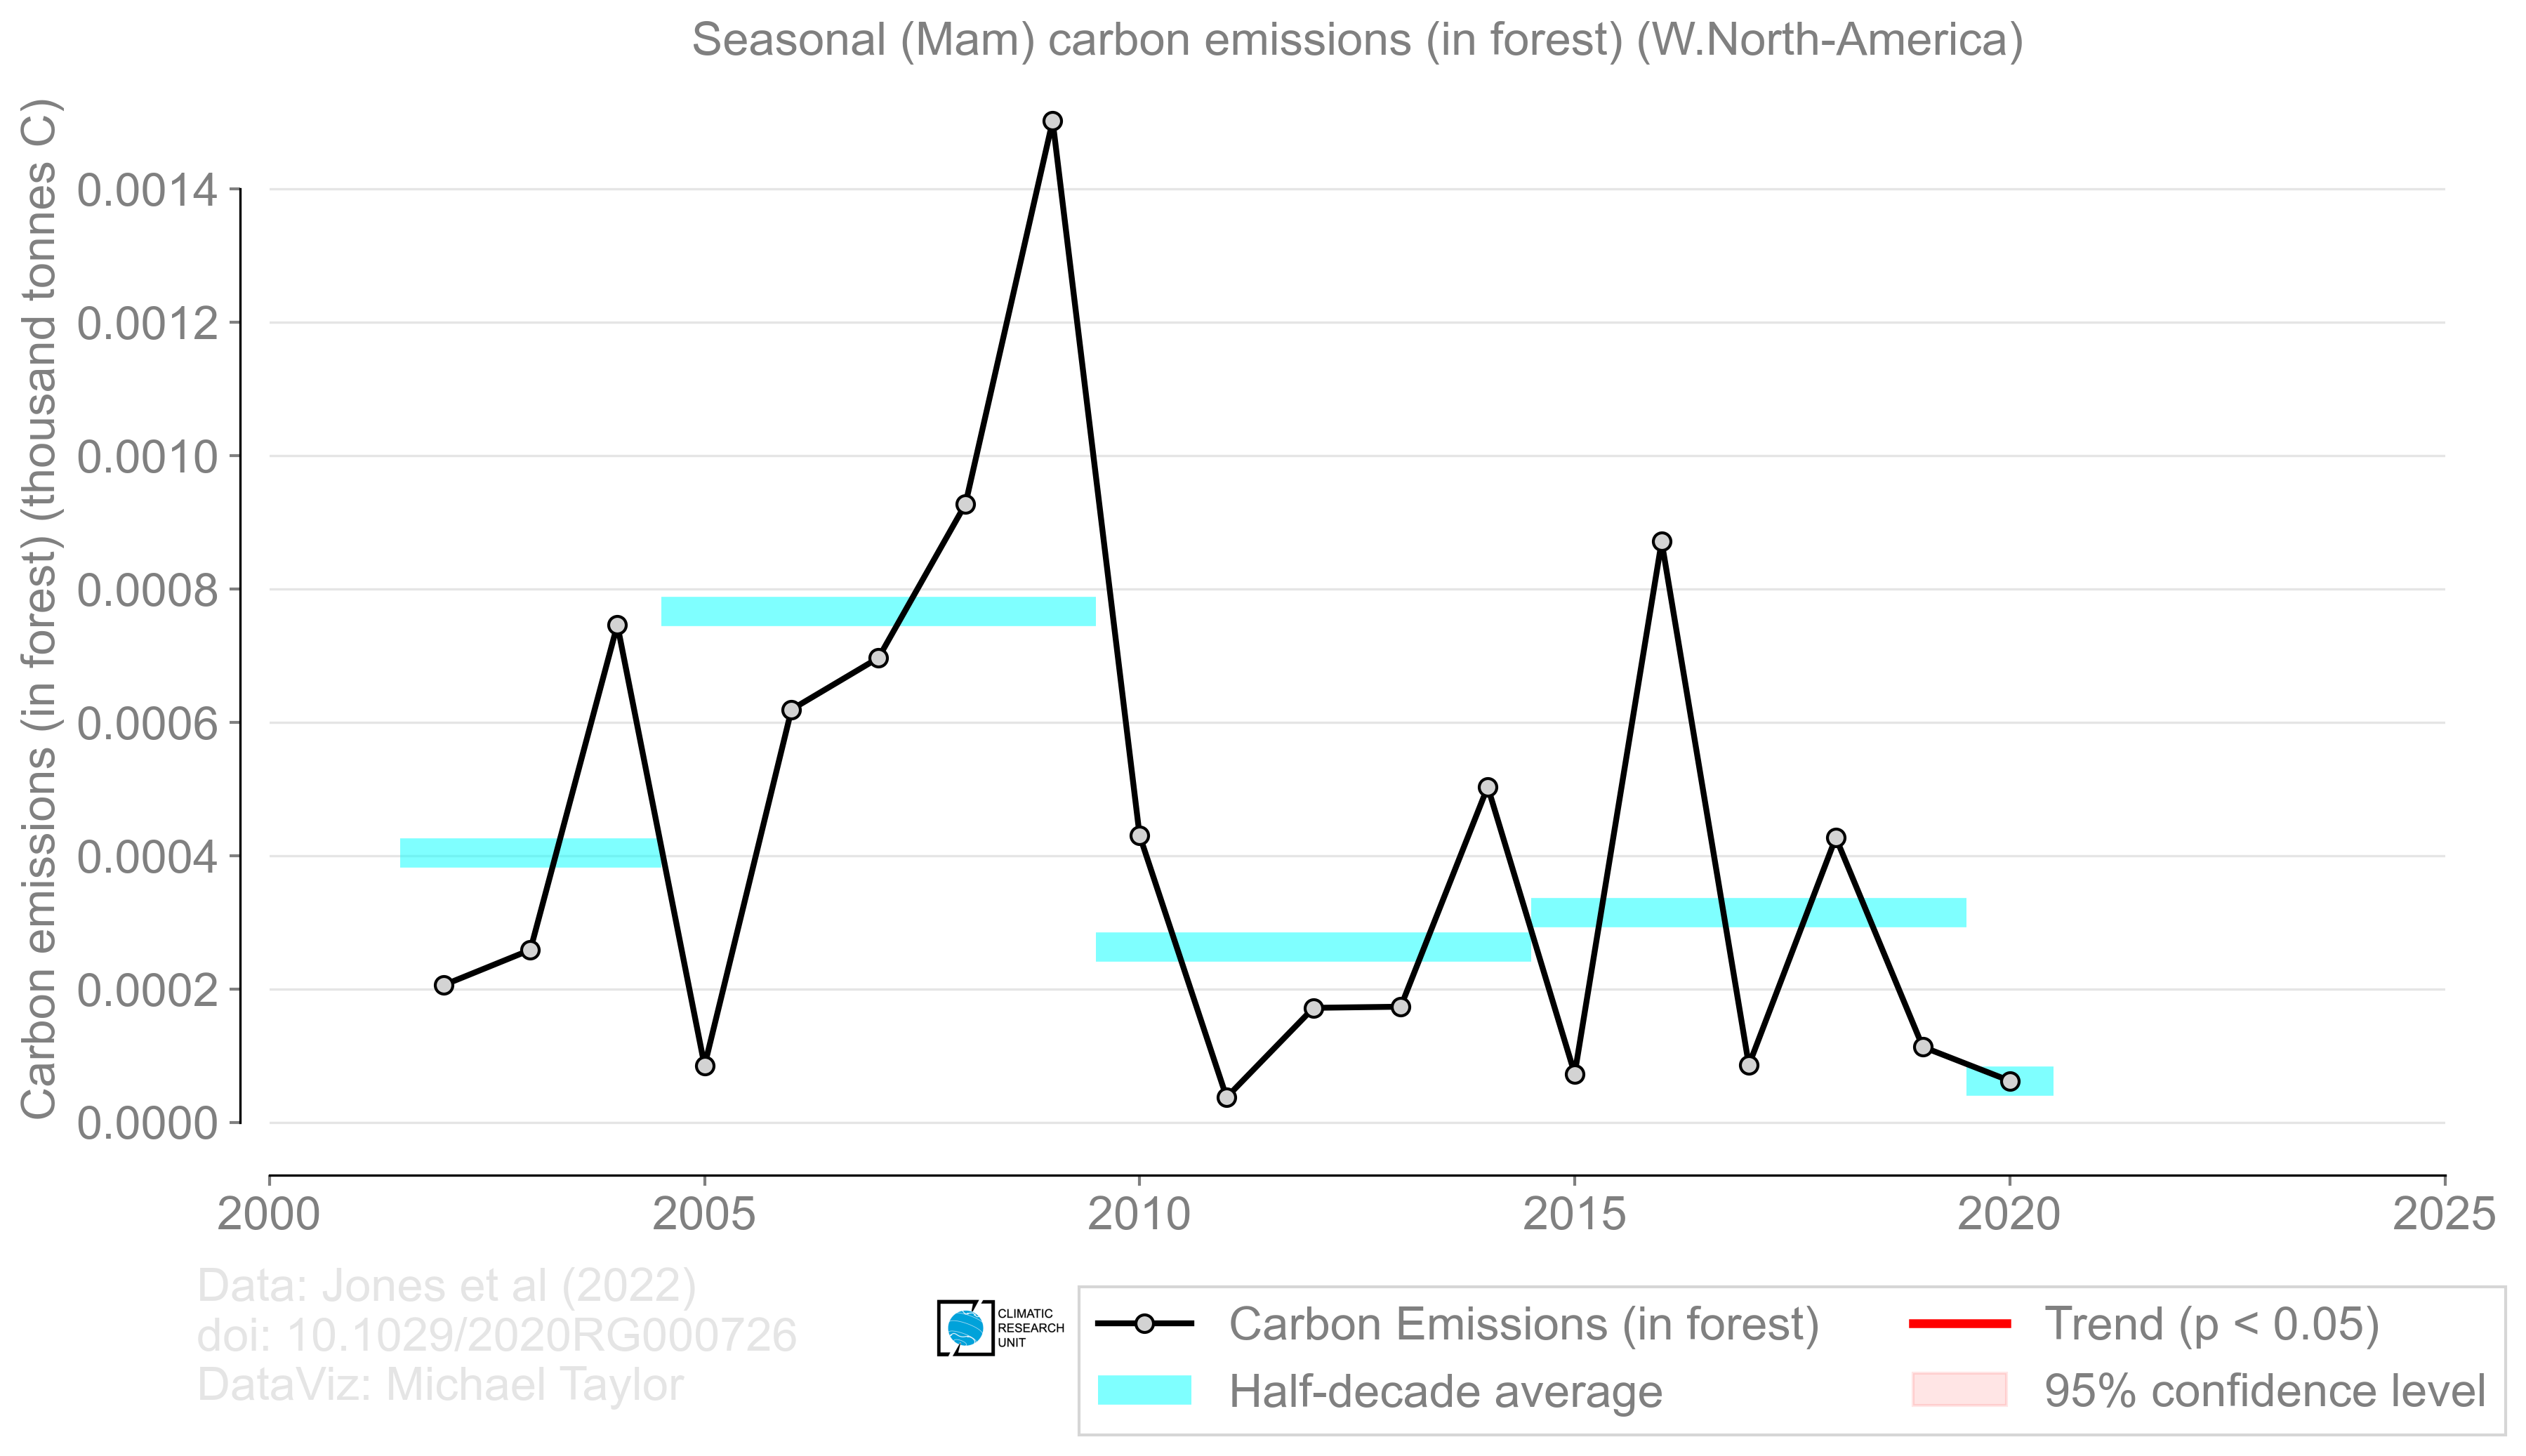 Seasonal (Mam) carbon emissions (in forest) (W.North-America)
Carbon emissions (in forest) (thousand tonnes C)
0.0014
0.0012
0.0010
0.0008
0.0006
0.0004
0.0002
0.0000
2000 2005 2010 2015 2020 2025
Data: Jones et al (2022)
doi: 10.1029/2020RG000726
DataViz: Michael Taylor
CLIMATIC
RESEARCH
UNIT
Carbon Emissions (in forest)
Half-decade average
Trend (p < 0.05)
95% confidence level